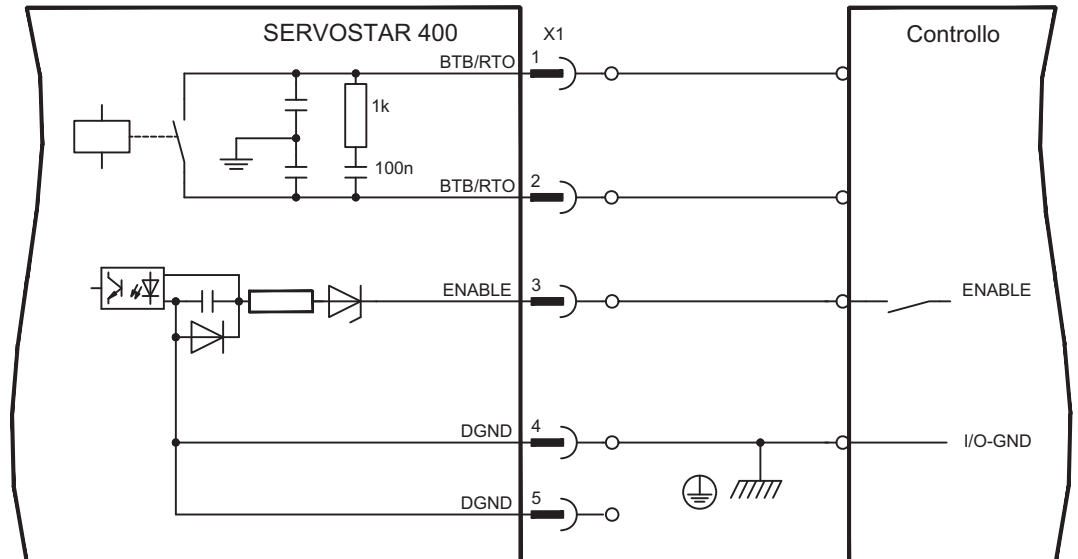 SERVOSTAR 400
X1
Controllo
BTB/RTO
1
1k
100n
BTB/RTO
2
ENABLE
3
ENABLE
DGND
4
I/O-GND
DGND
5